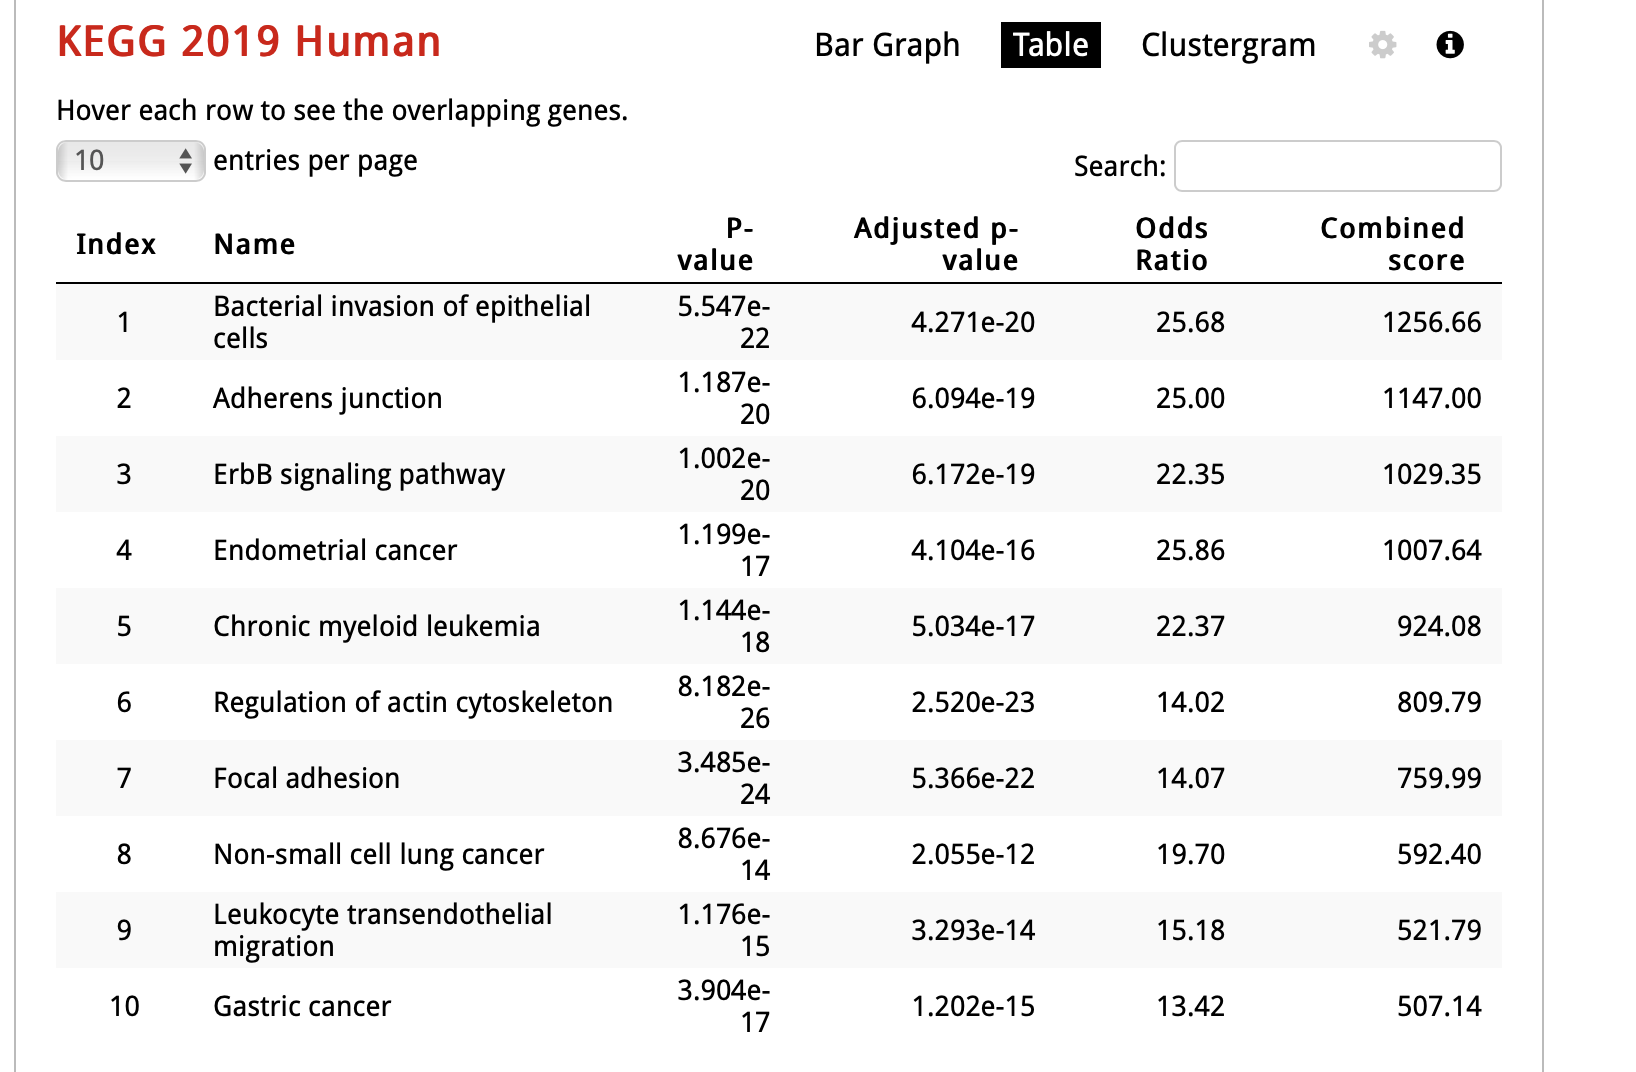 KEGG 2019 Human
Bar Graph Table Clustergram
Hover each row to see the overlapping genes.
10 entries per page
Search:
Index Name P-value Adjusted p-value Odds Ratio Combined score
1 Bacterial invasion of epithelial cells 5.547e-22 4.271e-20 25.68 1256.66
2 Adherens junction 1.187e-20 6.094e-19 25.00 1147.00
3 ErbB signaling pathway 1.002e-20 6.172e-19 22.35 1029.35
4 Endometrial cancer 1.199e-17 4.104e-16 25.86 1007.64
5 Chronic myeloid leukemia 1.144e-18 5.034e-17 22.37 924.08
6 Regulation of actin cytoskeleton 8.182e-26 2.520e-23 14.02 809.79
7 Focal adhesion 3.485e-24 5.366e-22 14.07 759.99
8 Non-small cell lung cancer 8.676e-14 2.055e-12 19.70 592.40
9 Leukocyte transendothelial migration 1.176e-15 3.293e-14 15.18 521.79
10 Gastric cancer 3.904e-17 1.202e-15 13.42 507.14